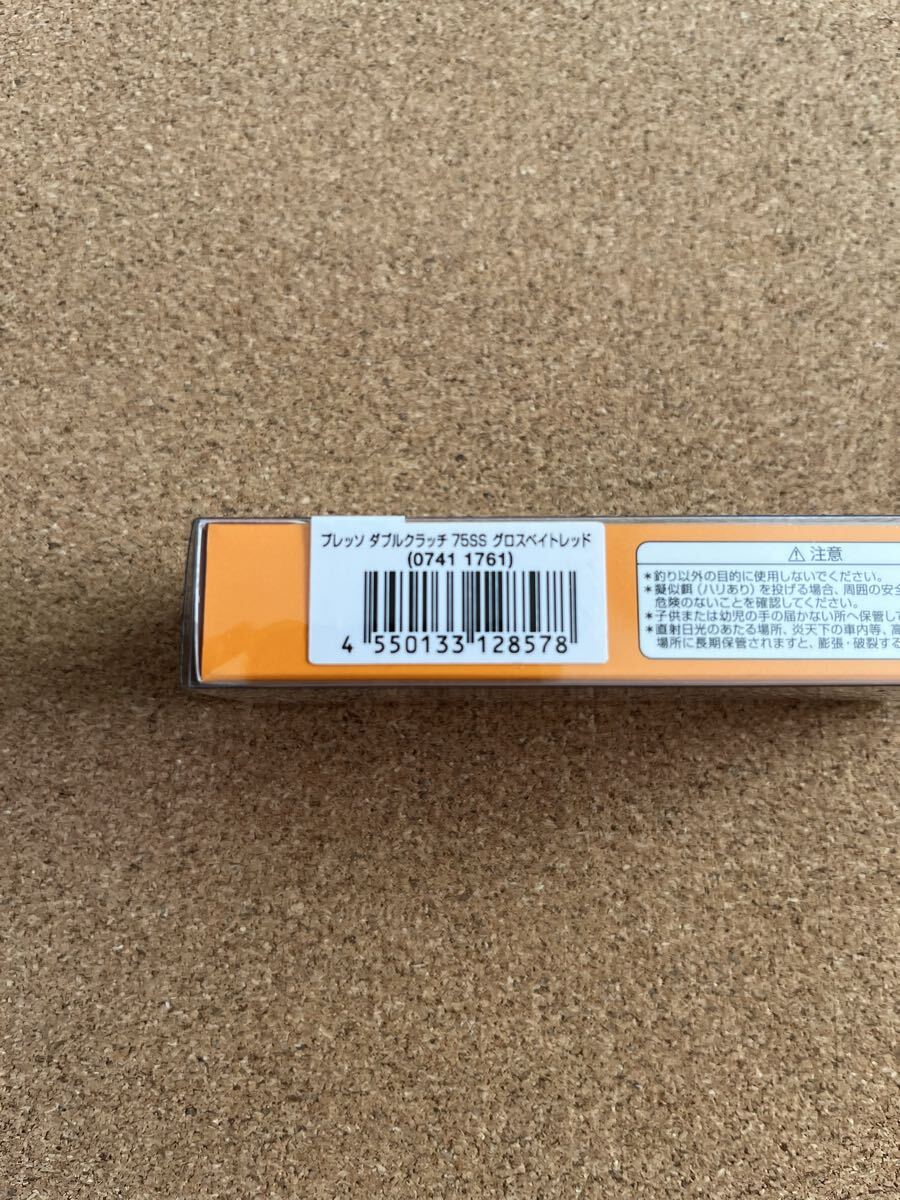 プレッソ ダブルクラッチ 75SS グロスベイトレッド
(0741 1761)
4 550133 128578
⚠ 注意
*釣り以外の目的に使用しないでください。
*擬似餌（ハリあり）を投げる場合、周囲の安全
危険のないことを確認してください。
*子供または幼児の手の届かない所へ保管して
*直射日光のあたる場所、炎天下の車内等、高
場所に長期保管されますと、膨張・破裂する